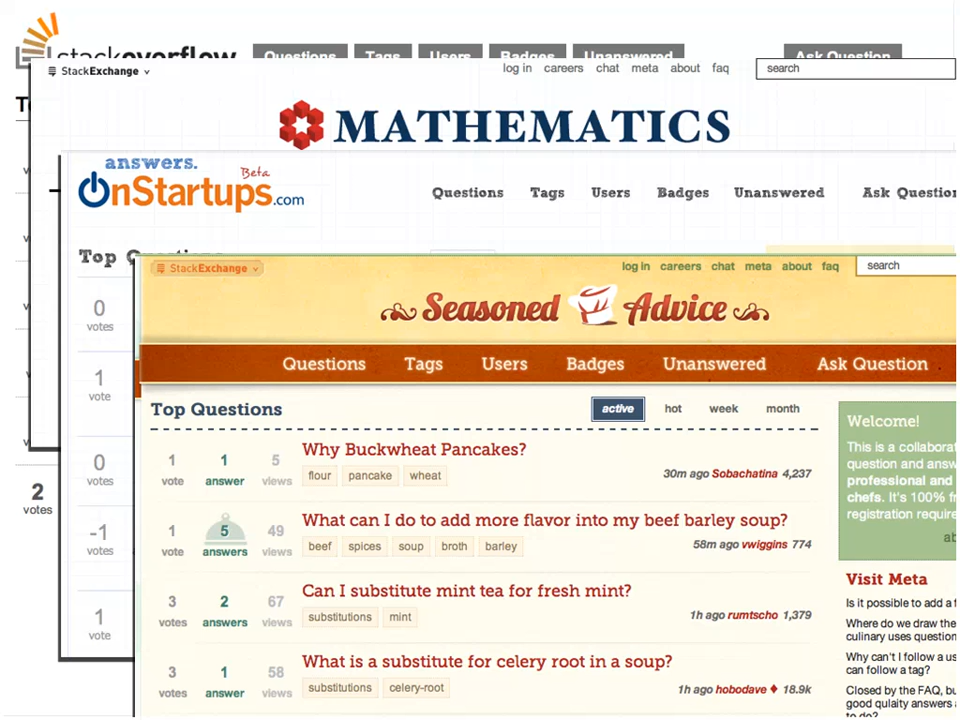 stackoverflow Questions Tags Users Badges Unanswered Ask Question
StackExchange log in careers chat meta about faq search
MATHEMATICS
answers.
OnStartups.com Beta
Questions Tags Users Badges Unanswered Ask Question
Top
StackExchange log in careers chat meta about faq search
Seasoned Advice
Questions Tags Users Badges Unanswered Ask Question
Top Questions active hot week month
0
votes
1
vote
0
votes
-1
votes
1
vote
2
votes
1 vote 1 answer 5 views
Why Buckwheat Pancakes?
flour pancake wheat
30m ago Sobachatina 4,237
1 vote 5 answers 49 views
What can I do to add more flavor into my beef barley soup?
beef spices soup broth barley
58m ago vwiggins 774
3 votes 2 answers 67 views
Can I substitute mint tea for fresh mint?
substitutions mint
1h ago rumtscho 1,379
3 votes 1 answer 58 views
What is a substitute for celery root in a soup?
substitutions celery-root
1h ago hobodave ♦ 18.9k
Welcome!
This is a collaborat
question and answ
professional and
chefs. It's 100% fr
registration require
ab
Visit Meta
Is it possible to add a f
Where do we draw the
culinary uses question
Why can't I follow a us
can follow a tag?
Closed by the FAQ, bu
good qulaity answers a
to do?